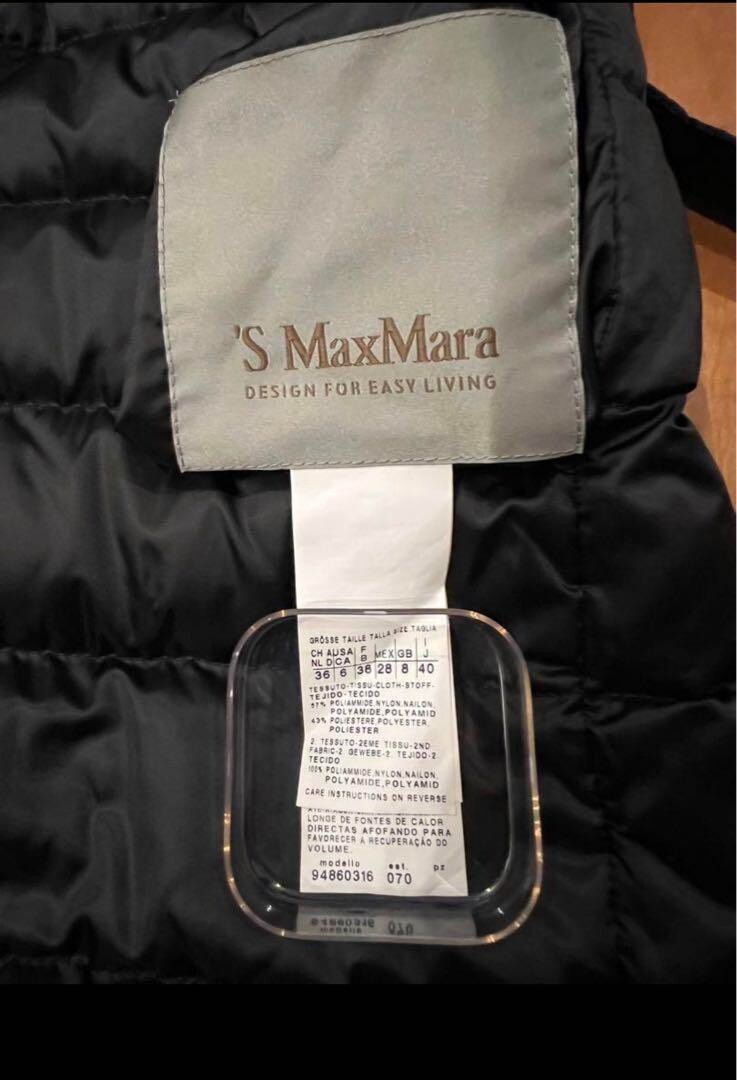 'S MaxMara
DESIGN FOR EASY LIVING
GRÖSSE TAILLE TALLA SIZE TAGLIA
CH A USA F MEX GB I
NL D CA B J
36 6 38 28 8 40
TESSUTO-TISSU-CLOTH-STOFF-
TEJIDO-TECIDO
57% POLIAMMIDE,NYLON,NAILON,
POLYAMIDE,POLYAMID
43% POLIESTERE,POLYESTER,
POLIESTER
2. TESSUTO-2EME TISSU-2ND
FABRIC-2. GEWEBE-2. TEJIDO-2.
TECIDO
100% POLIAMMIDE,NYLON,NAILON,
POLYAMIDE,POLYAMID
CARE INSTRUCTIONS ON REVERSE
LONGE DE FONTES DE CALOR
DIRECTAS AFOFANDO PARA
FAVORECER A RECUPERAÇÃO DO
VOLUME.
modello est. pz
94860316 070